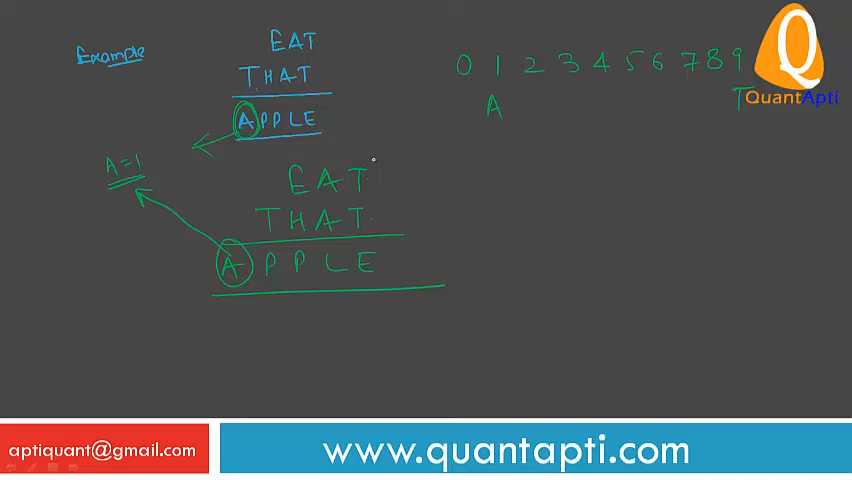 Example
EAT
THAT
APPLE
0 1 2 3 4 5 6 7 8 9
A T
QuantApti
A=1
EAT
THAT
APPLE
aptiquant@gmail.com
www.quantapti.com